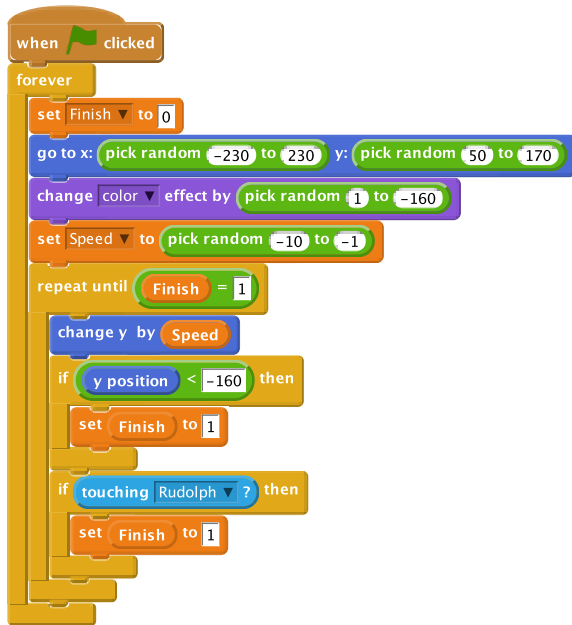 when clicked
forever
set Finish ▼ to 0
go to x: pick random -230 to 230 y: pick random 50 to 170
change color ▼ effect by pick random 1 to -160
set Speed ▼ to pick random -10 to -1
repeat until Finish = 1
change y by Speed
if y position < -160 then
set Finish to 1
if touching Rudolph ▼ ? then
set Finish to 1